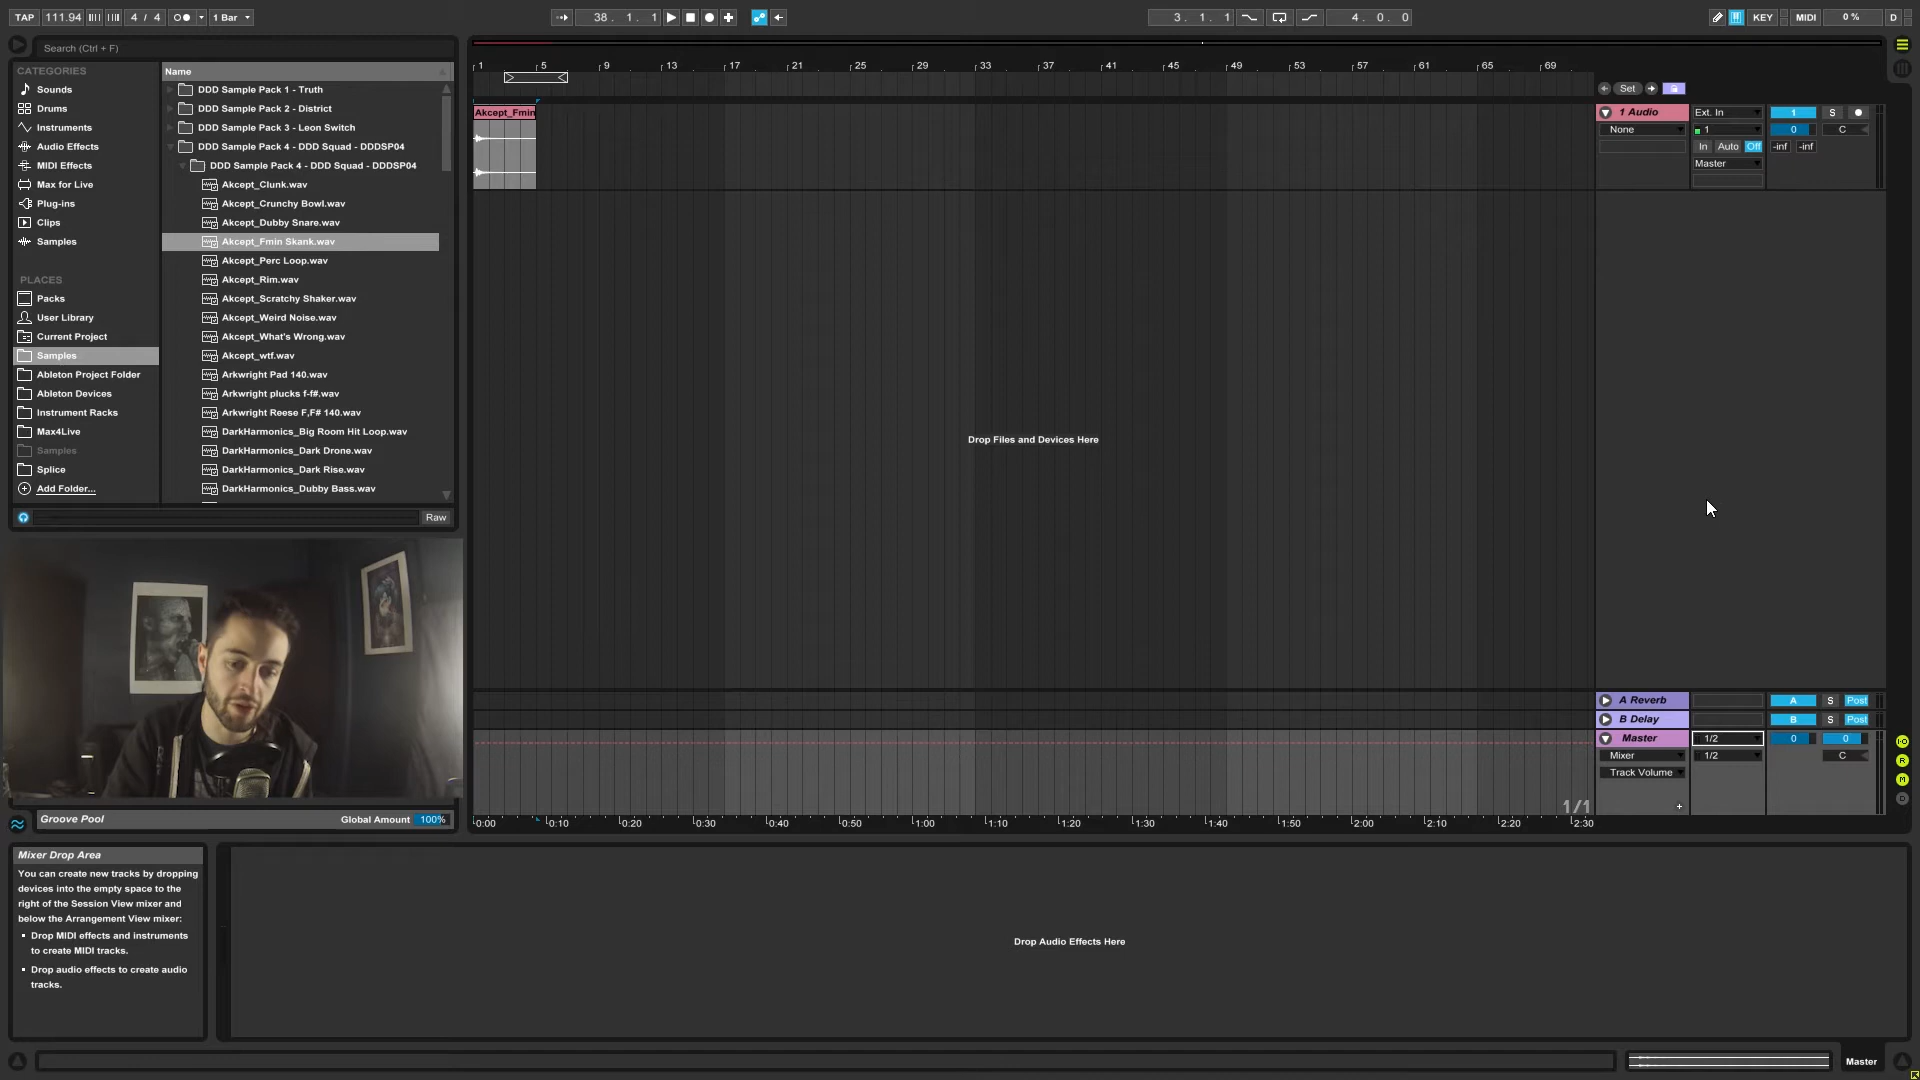 TAP 111.94 4 / 4 1 Bar 38. 1. 1 3. 1. 1 4. 0. 0 KEY MIDI 0 % D
Search (Ctrl + F)
CATEGORIES
Sounds
Drums
Instruments
Audio Effects
MIDI Effects
Max for Live
Plug-ins
Clips
Samples
PLACES
Packs
User Library
Current Project
Samples
Ableton Project Folder
Ableton Devices
Instrument Racks
Max4Live
Samples
Splice
Add Folder...
Name
DDD Sample Pack 1 - Truth
DDD Sample Pack 2 - District
DDD Sample Pack 3 - Leon Switch
DDD Sample Pack 4 - DDD Squad - DDDSP04
DDD Sample Pack 4 - DDD Squad - DDDSP04
Akcept_Clunk.wav
Akcept_Crunchy Bowl.wav
Akcept_Dubby Snare.wav
Akcept_Fmin Skank.wav
Akcept_Perc Loop.wav
Akcept_Rim.wav
Akcept_Scratchy Shaker.wav
Akcept_Weird Noise.wav
Akcept_What's Wrong.wav
Akcept_wtf.wav
Arkwright Pad 140.wav
Arkwright plucks f-f#.wav
Arkwright Reese F,F# 140.wav
DarkHarmonics_Big Room Hit Loop.wav
DarkHarmonics_Dark Drone.wav
DarkHarmonics_Dark Rise.wav
DarkHarmonics_Dubby Bass.wav
Raw
1 5 9 13 17 21 25 29 33 37 41 45 49 53 57 61 65 69
Set
Akcept_Fmin
1 Audio Ext. In 1 S
None 1 0 C
In Auto Off -inf -inf
Master
Drop Files and Devices Here
A Reverb A S Post
B Delay B S Post
Master 1/2 0 0
Mixer 1/2 C
Track Volume
+
1/1
0:00 0:10 0:20 0:30 0:40 0:50 1:00 1:10 1:20 1:30 1:40 1:50 2:00 2:10 2:20 2:30
I·O
R
M
D
Groove Pool Global Amount 100%
Mixer Drop Area
You can create new tracks by dropping
devices into the empty space to the
right of the Session View mixer and
below the Arrangement View mixer:
▪ Drop MIDI effects and instruments
to create MIDI tracks.
▪ Drop audio effects to create audio
tracks.
Drop Audio Effects Here
Master